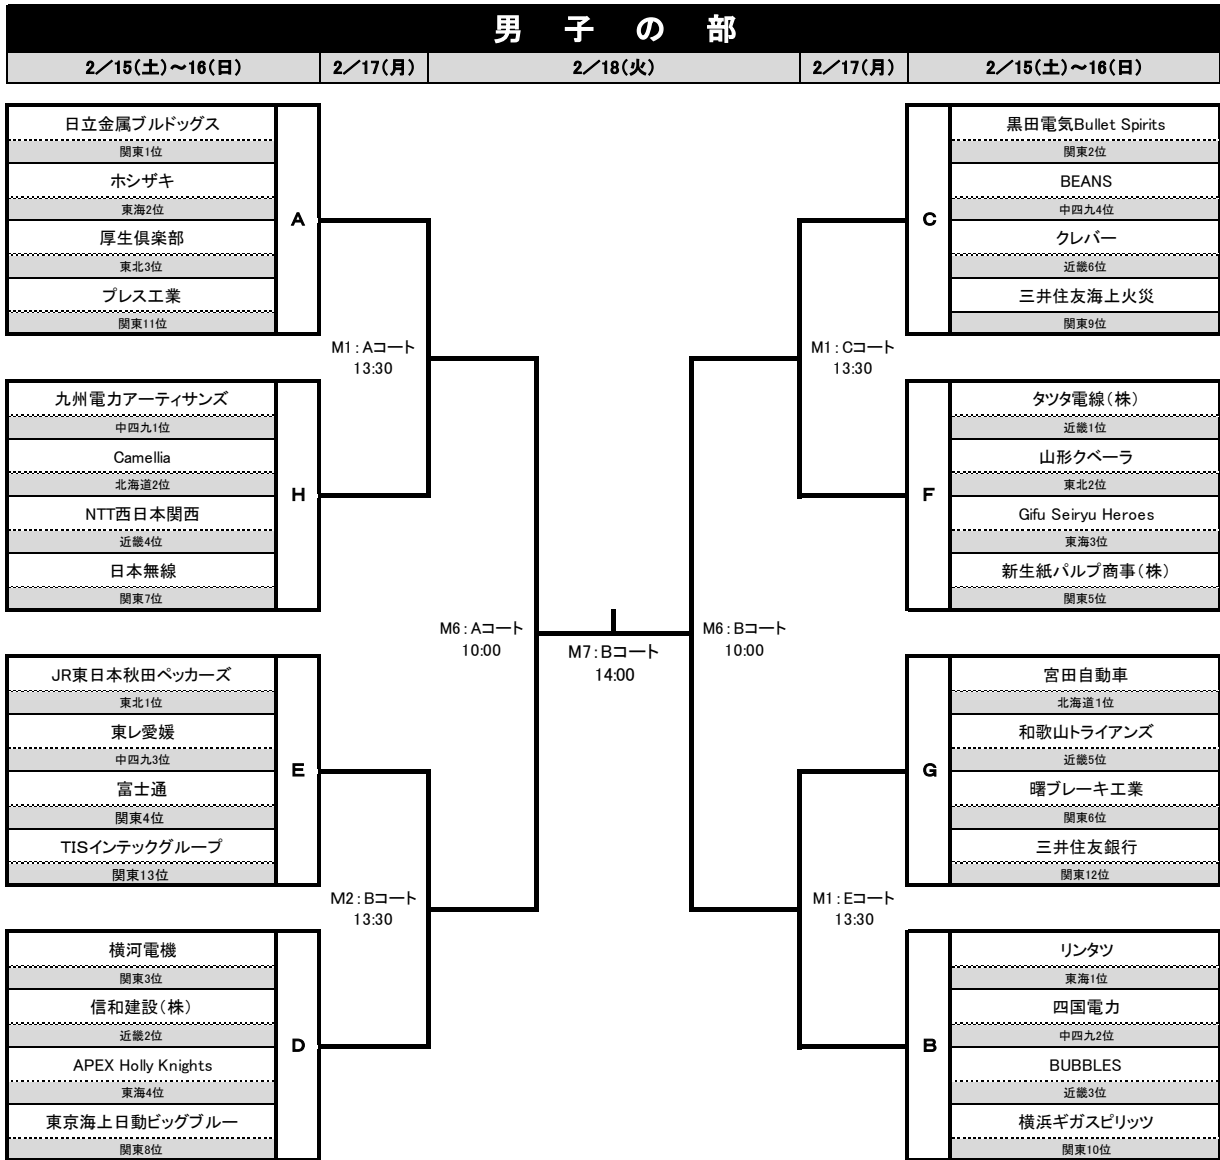 男子の部
2／15(土)～16(日)
2／17(月)
2／18(火)
2／17(月)
2／15(土)～16(日)
日立金属ブルドッグス
関東1位
ホシザキ
東海2位
厚生倶楽部
東北3位
プレス工業
関東11位
A
九州電力アーティサンズ
中四九1位
Camellia
北海道2位
NTT西日本関西
近畿4位
日本無線
関東7位
H
JR東日本秋田ペッカーズ
東北1位
東レ愛媛
中四九3位
富士通
関東4位
TISインテックグループ
関東13位
E
横河電機
関東3位
信和建設（株）
近畿2位
APEX Holly Knights
東海4位
東京海上日動ビッグブルー
関東8位
D
M1：Aコート
13:30
M2：Bコート
13:30
M6：Aコート
10:00
M7：Bコート
14:00
M6：Bコート
10:00
M1：Cコート
13:30
M1：Eコート
13:30
C
黒田電気Bullet Spirits
関東2位
BEANS
中四九4位
クレバー
近畿6位
三井住友海上火災
関東9位
F
タツタ電線（株）
近畿1位
山形クベーラ
東北2位
Gifu Seiryu Heroes
東海3位
新生紙パルプ商事（株）
関東5位
G
宮田自動車
北海道1位
和歌山トライアンズ
近畿5位
曙ブレーキ工業
関東6位
三井住友銀行
関東12位
B
リンタツ
東海1位
四国電力
中四九2位
BUBBLES
近畿3位
横浜ギガスピリッツ
関東10位